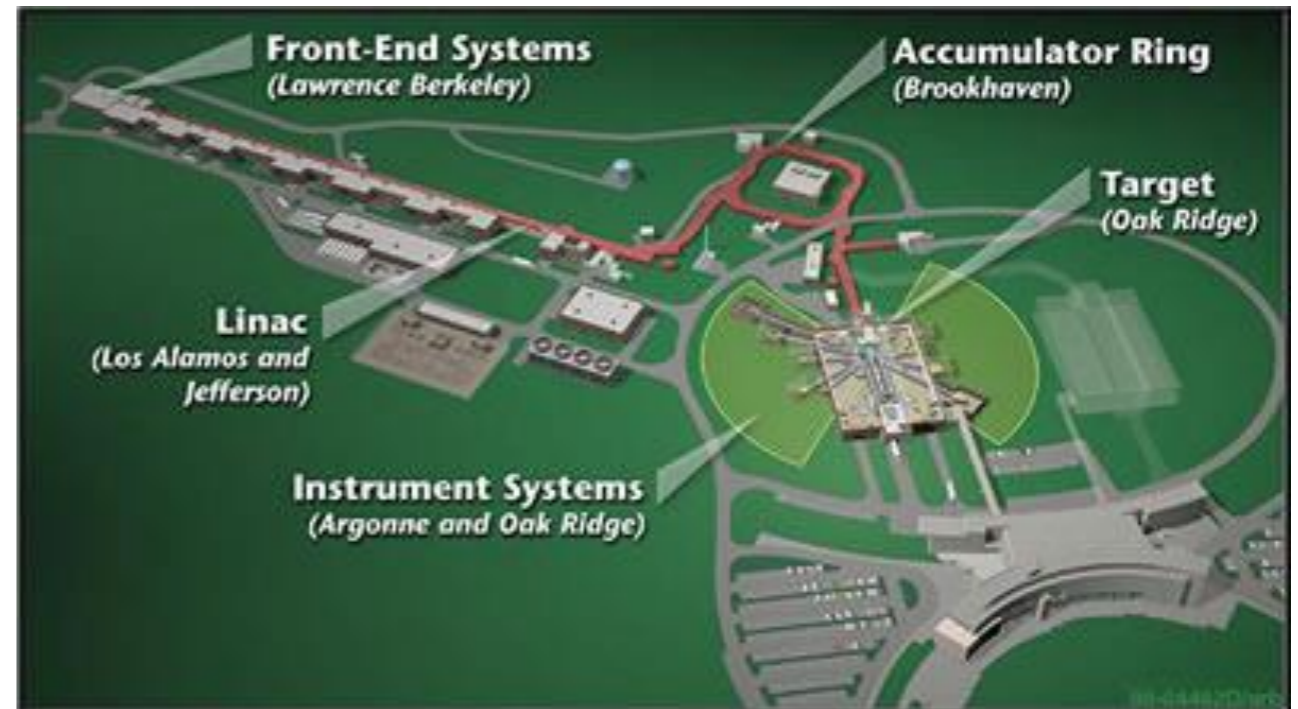 Front-End Systems
(Lawrence Berkeley)
Accumulator Ring
(Brookhaven)
Target
(Oak Ridge)
Linac
(Los Alamos and
Jefferson)
Instrument Systems
(Argonne and Oak Ridge)